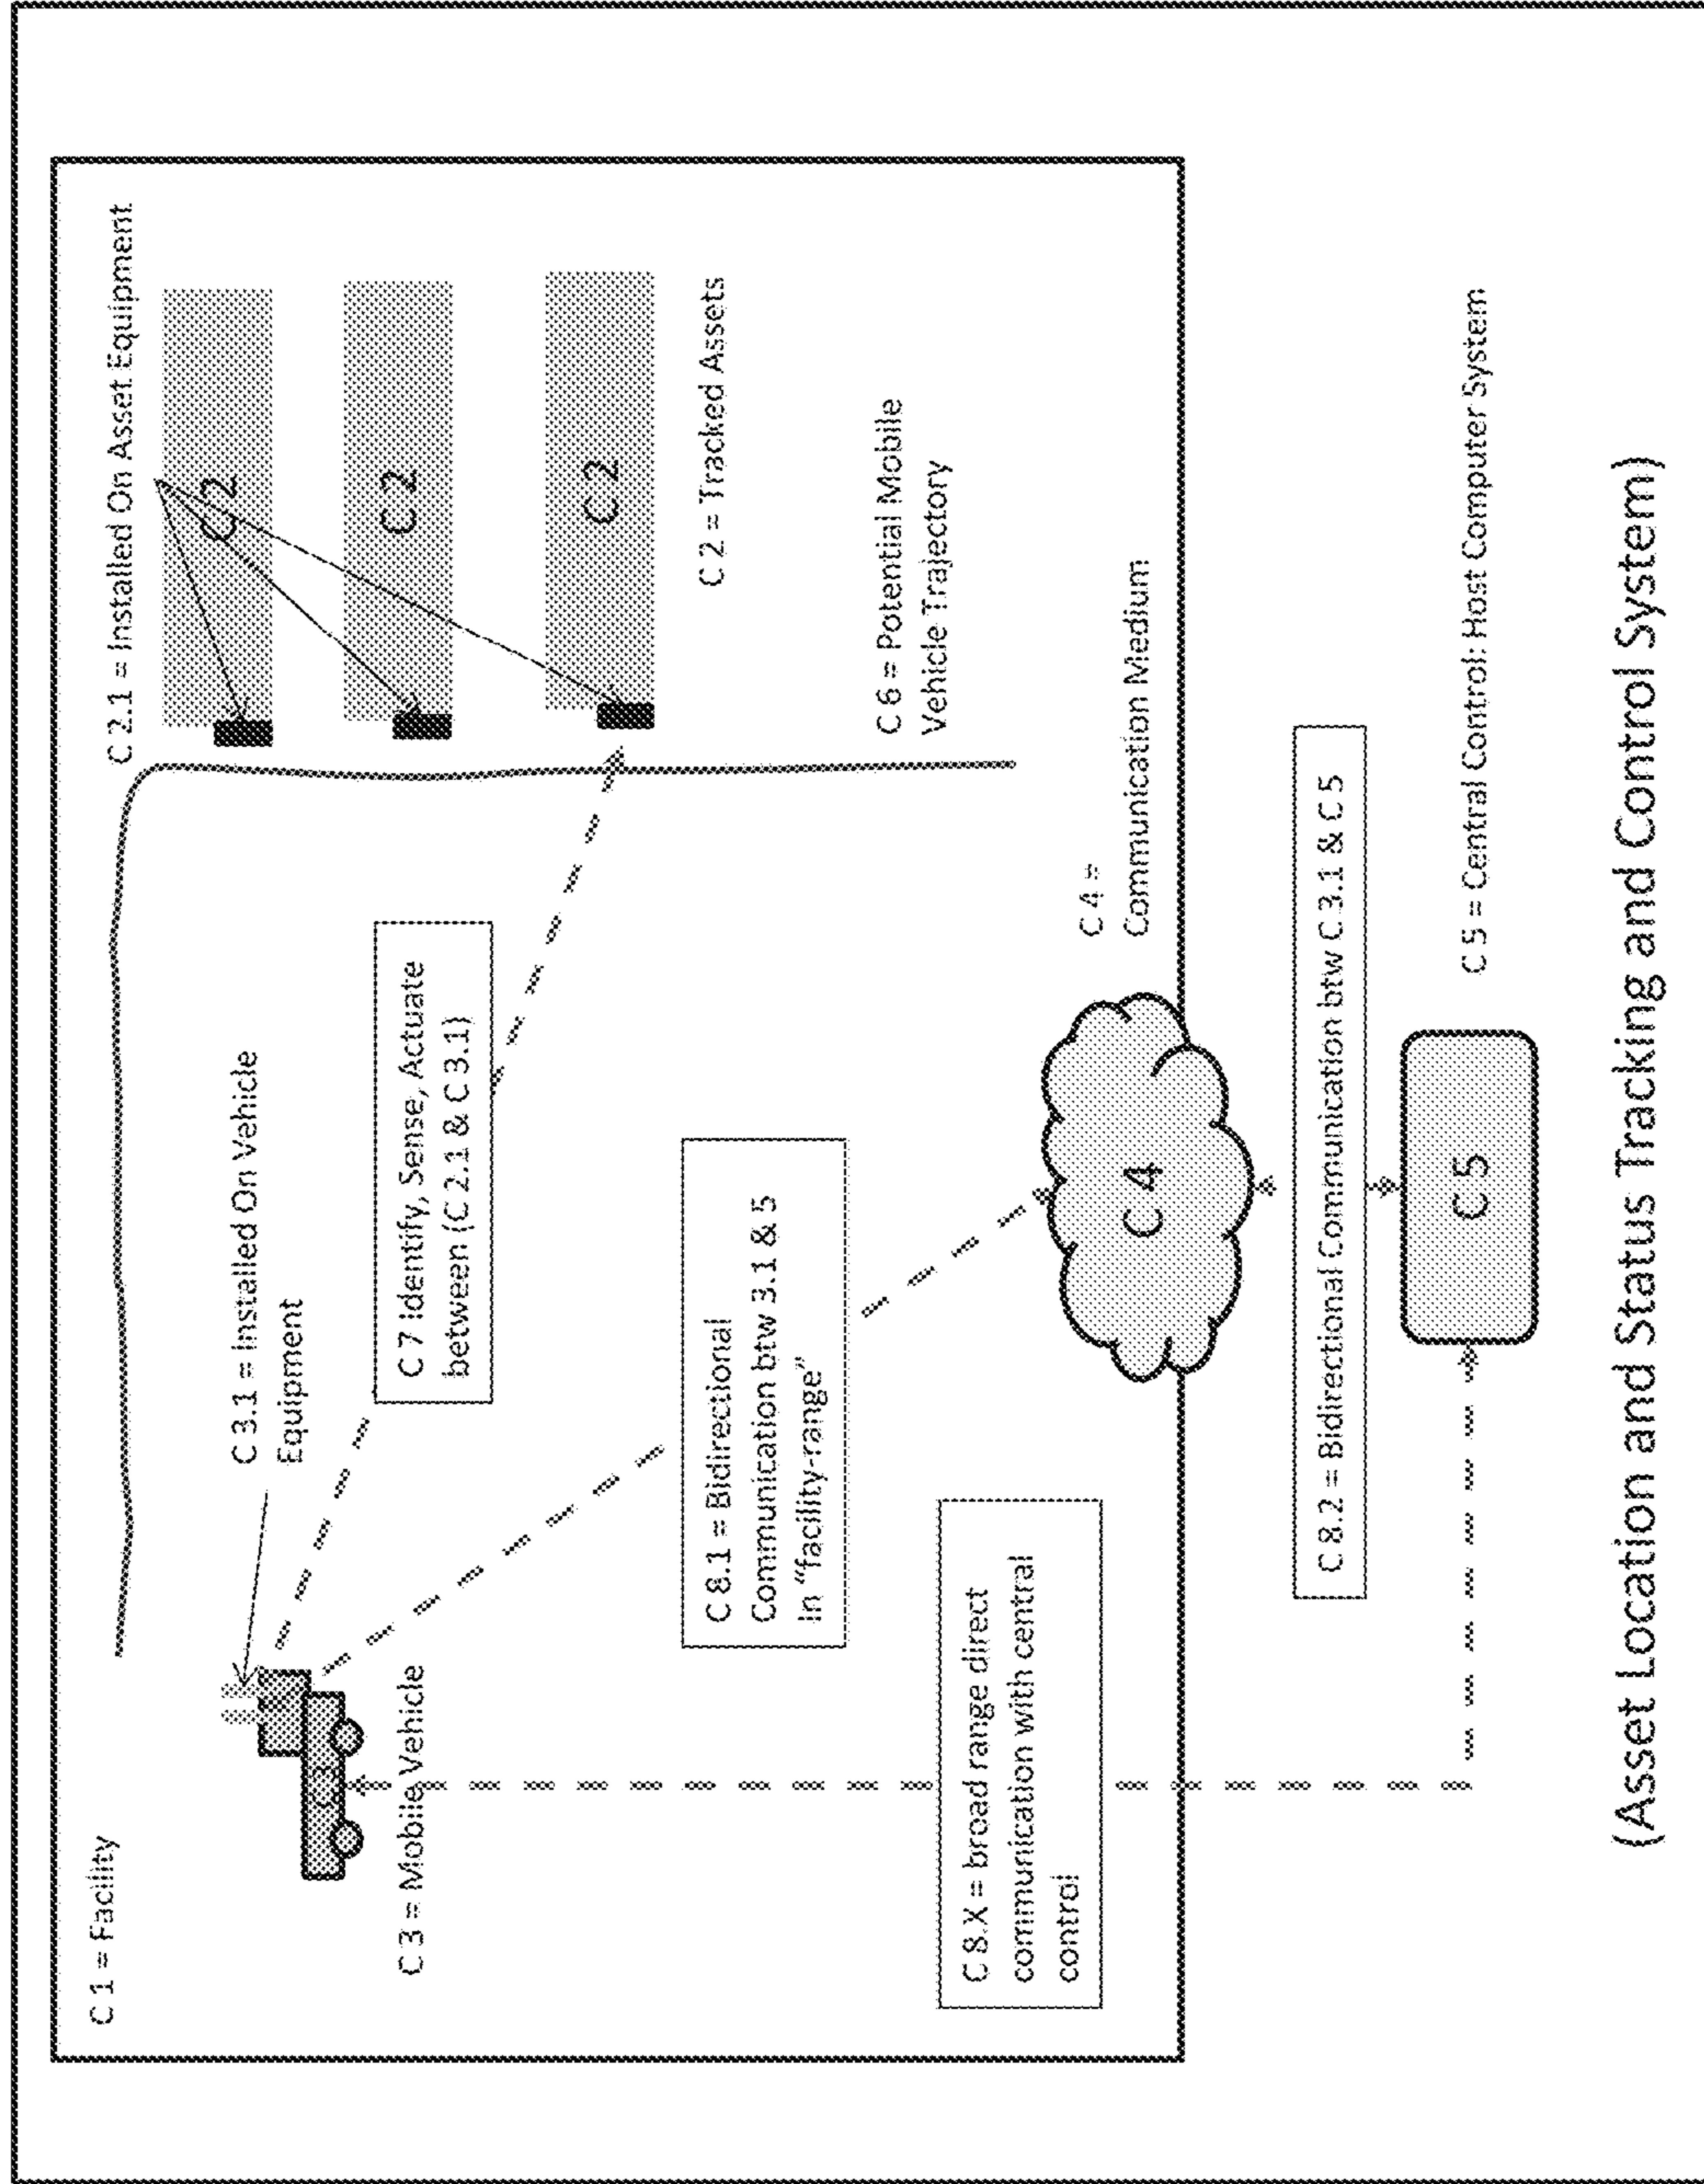 C 1 = Facility
C 3.1 = Installed On Vehicle
Equipment
C 2.1 = Installed On Asset Equipment
C 2
C 2
C 2
C 3 = Mobile Vehicle
C 7 Identify, Sense, Actuate
between (C 2.1 & C 3.1)
C 2 = Tracked Assets
C 8.1 = Bidirectional
Communication btw 3.1 & 5
In “facility-range”
C 6 = Potential Mobile
Vehicle Trajectory
C 8.X = broad range direct
communication with central
control
C 4
C 4 =
Communication Medium
C 8.2 = Bidirectional Communication btw C 3.1 & C 5
C 5
C 5 = Central Control: Host Computer System
(Asset Location and Status Tracking and Control System)